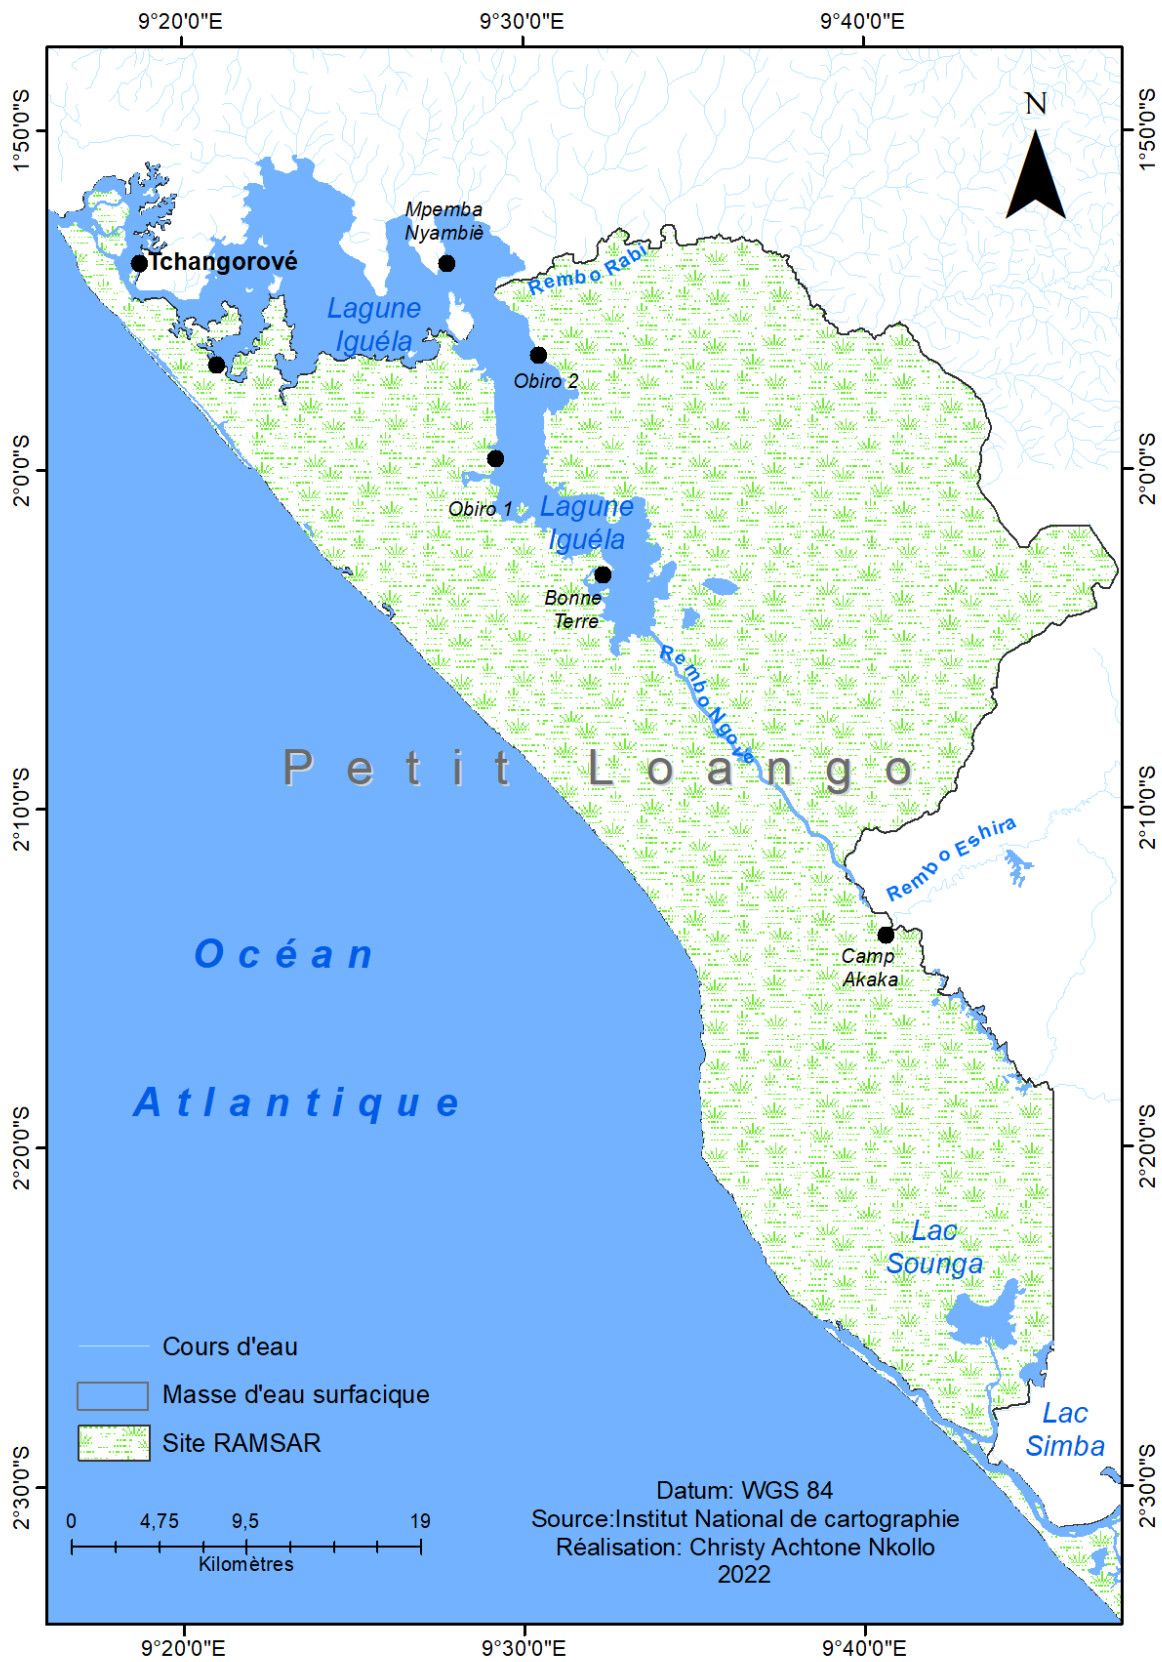 9°20'0"E
9°30'0"E
9°40'0"E
1°50'0"S
1°50'0"S
N
Mpemba
Nyambiè
Tchangorové
Rembo Rabi
Lagune
Iguéla
Obiro 2
2°0'0"S
2°0'0"S
Obiro 1
Lagune
Iguéla
Bonne
Terre
Rembo Ngové
Petit Loango
2°10'0"S
2°10'0"S
Rembo Eshira
Océan
Camp
Akaka
Atlantique
2°20'0"S
2°20'0"S
Lac
Sounga
Cours d'eau
Masse d'eau surfacique
Site RAMSAR
Lac
Simba
2°30'0"S
2°30'0"S
0 4,75 9,5 19
Kilomètres
Datum: WGS 84
Source:Institut National de cartographie
Réalisation: Christy Achtone Nkollo
2022
9°20'0"E
9°30'0"E
9°40'0"E